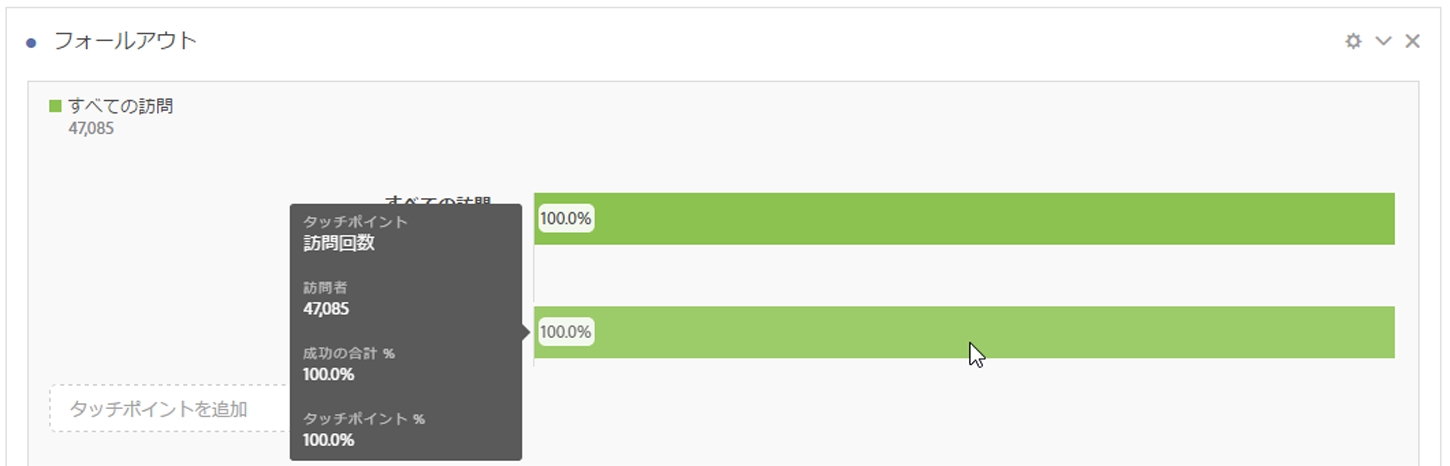 フォールアウト
すべての訪問
47,085
すべての訪問
100.0%
タッチポイント
訪問回数
訪問者
47,085
成功の合計 %
100.0%
タッチポイント %
100.0%
100.0%
タッチポイントを追加